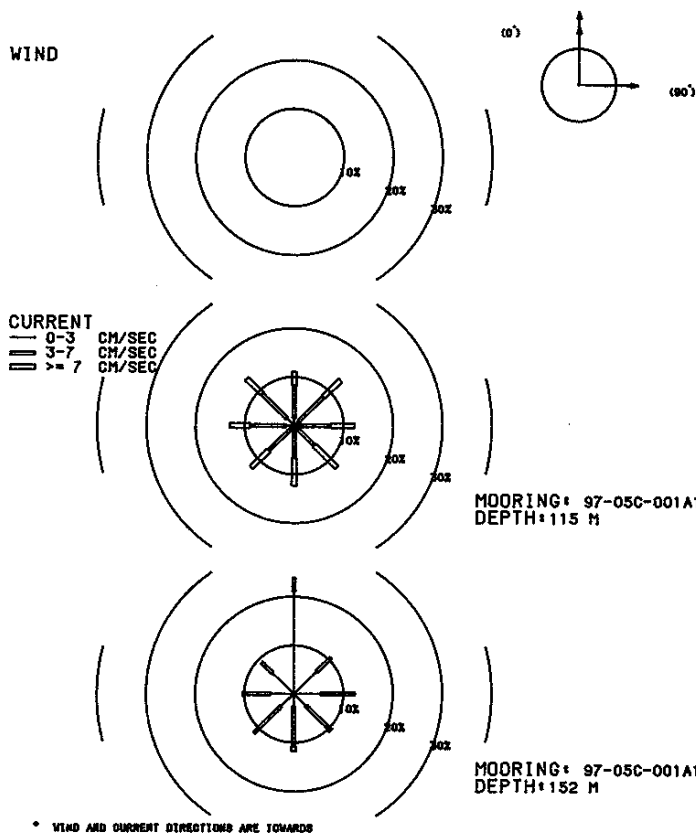 WIND
(0°)
(90°)
10%
20%
30%
CURRENT
0-3 CM/SEC
3-7 CM/SEC
>= 7 CM/SEC
10%
20%
30%
MOORING: 97-05C-001A1
DEPTH:115 M
10%
20%
30%
MOORING: 97-05C-001A1
DEPTH:152 M
* WIND AND CURRENT DIRECTIONS ARE TOWARDS